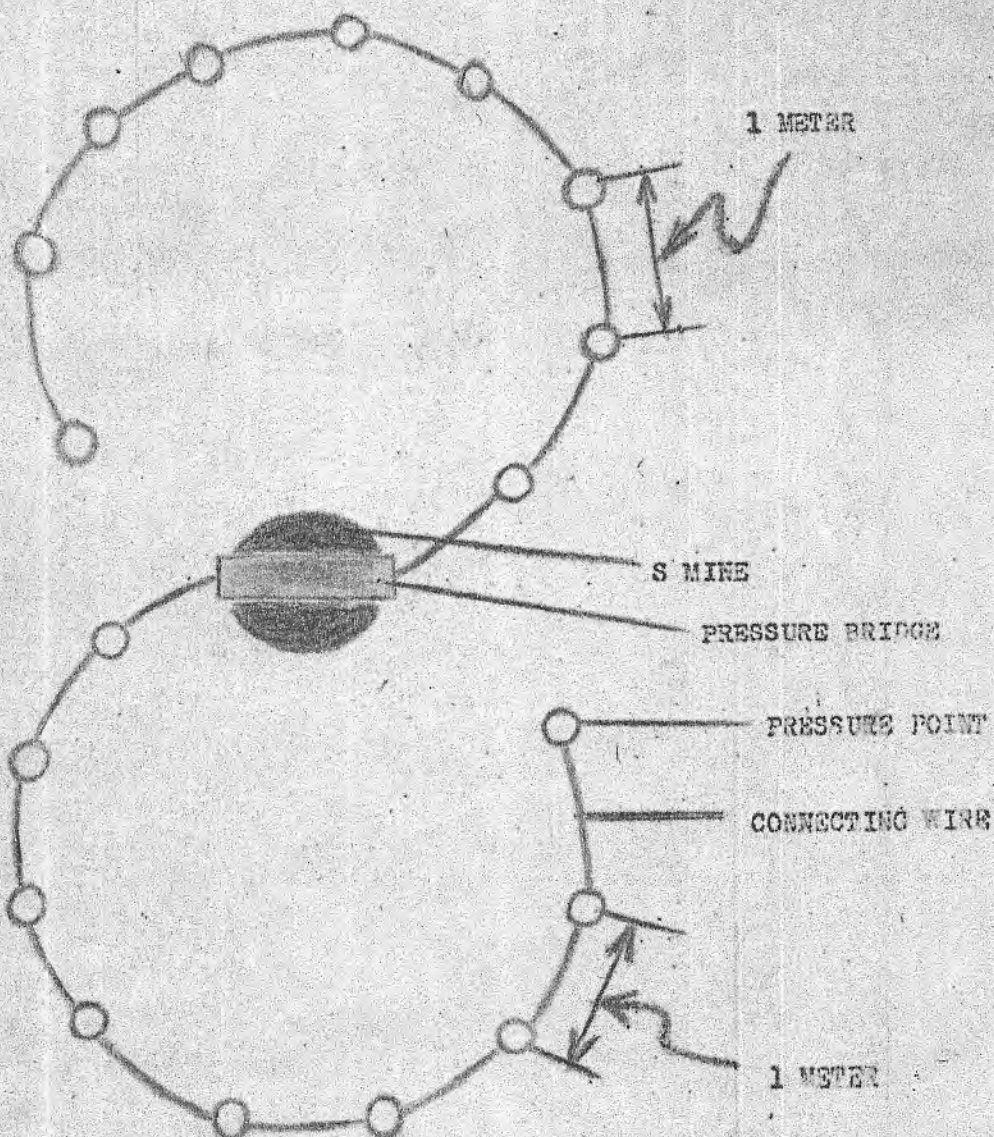 1 METER
S MINE
PRESSURE BRIDGE
PRESSURE POINT
CONNECTING WIRE
1 METER